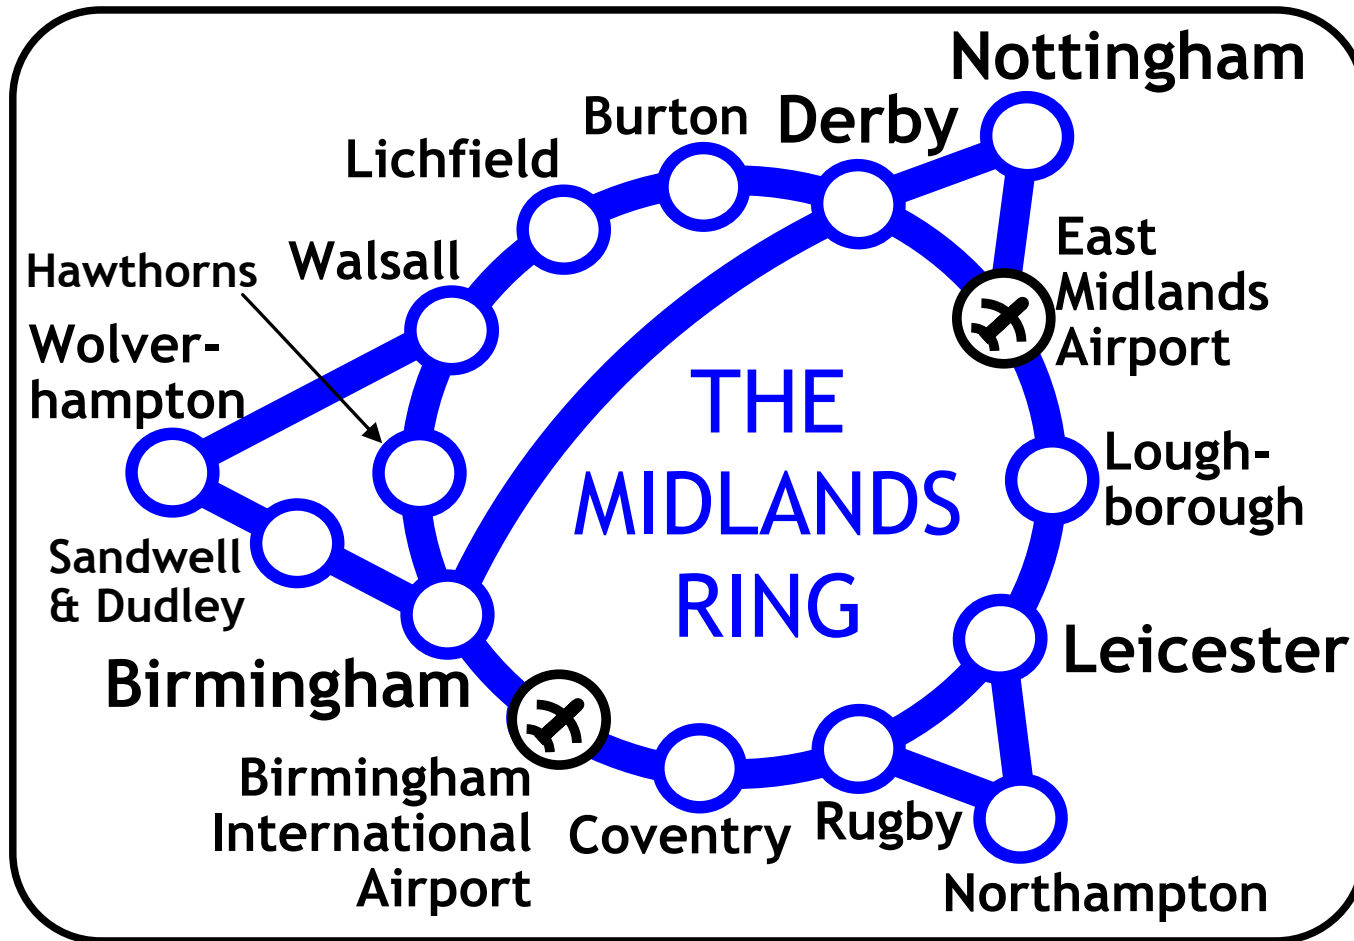 Nottingham
Burton
Derby
Lichfield
East
Midlands
Airport
Hawthorns
Walsall
Wolver-
hampton
THE
MIDLANDS
RING
Lough-
borough
Sandwell
& Dudley
Leicester
Birmingham
Birmingham
International
Airport
Coventry
Rugby
Northampton